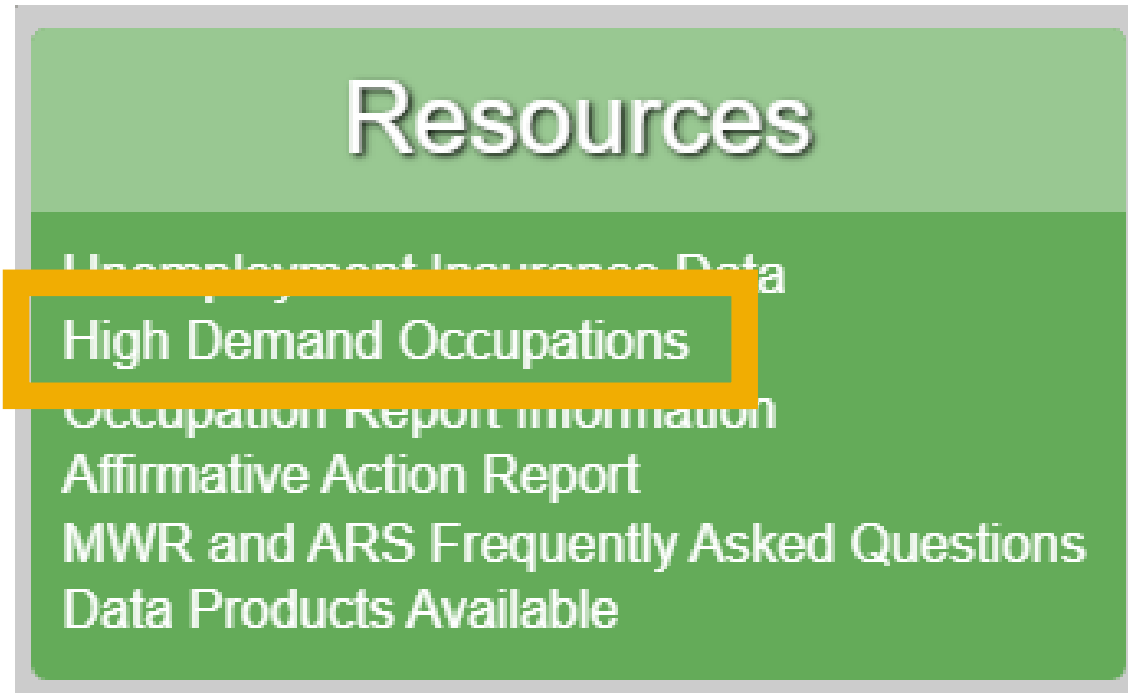 Resources
Unemployment Insurance Data
High Demand Occupations
Occupation Report Information
Affirmative Action Report
MWR and ARS Frequently Asked Questions
Data Products Available